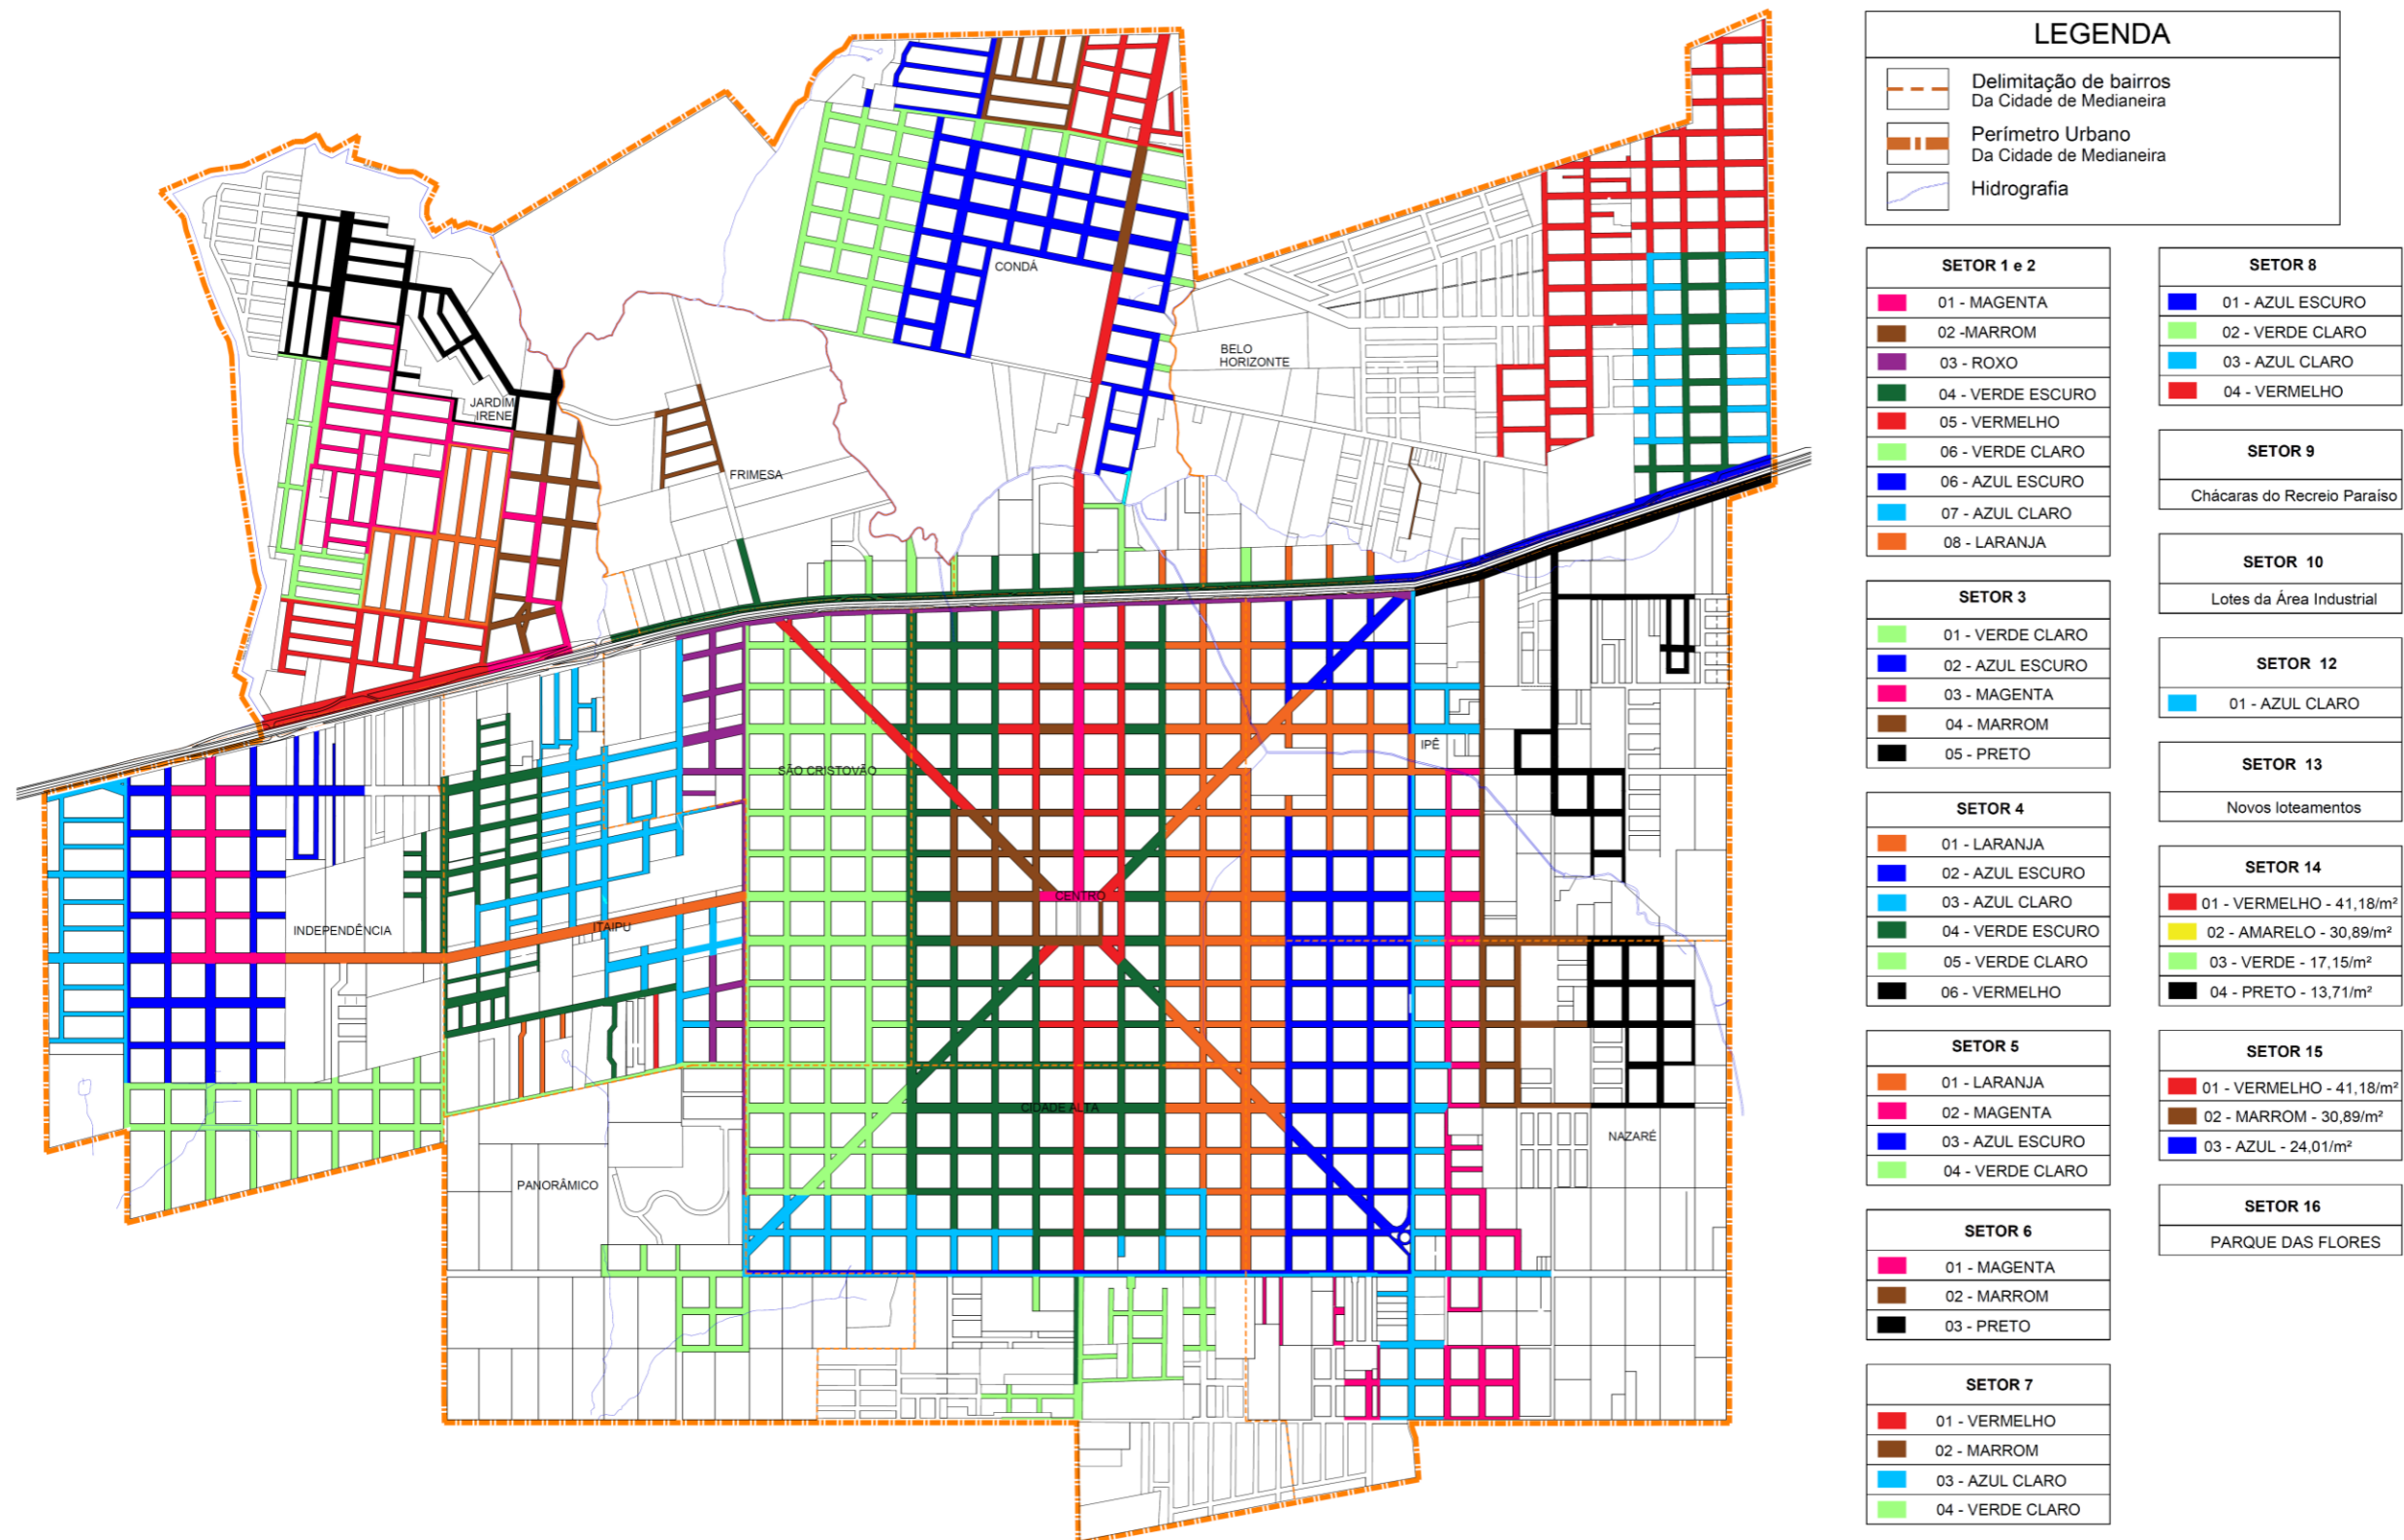 LEGENDA
Delimitação de bairros
Da Cidade de Medianeira
Perímetro Urbano
Da Cidade de Medianeira
Hidrografia
SETOR 1 e 2
01 - MAGENTA
02 -MARROM
03 - ROXO
04 - VERDE ESCURO
05 - VERMELHO
06 - VERDE CLARO
06 - AZUL ESCURO
07 - AZUL CLARO
08 - LARANJA
SETOR 3
01 - VERDE CLARO
02 - AZUL ESCURO
03 - MAGENTA
04 - MARROM
05 - PRETO
SETOR 4
01 - LARANJA
02 - AZUL ESCURO
03 - AZUL CLARO
04 - VERDE ESCURO
05 - VERDE CLARO
06 - VERMELHO
SETOR 5
01 - LARANJA
02 - MAGENTA
03 - AZUL ESCURO
04 - VERDE CLARO
SETOR 6
01 - MAGENTA
02 - MARROM
03 - PRETO
SETOR 7
01 - VERMELHO
02 - MARROM
03 - AZUL CLARO
04 - VERDE CLARO
SETOR 8
01 - AZUL ESCURO
02 - VERDE CLARO
03 - AZUL CLARO
04 - VERMELHO
SETOR 9
Chácaras do Recreio Paraíso
SETOR 10
Lotes da Área Industrial
SETOR 12
01 - AZUL CLARO
SETOR 13
Novos loteamentos
SETOR 14
01 - VERMELHO - 41,18/m²
02 - AMARELO - 30,89/m²
03 - VERDE - 17,15/m²
04 - PRETO - 13,71/m²
SETOR 15
01 - VERMELHO - 41,18/m²
02 - MARROM - 30,89/m²
03 - AZUL - 24,01/m²
SETOR 16
PARQUE DAS FLORES
CONDÁ
BELO
HORIZONTE
JARDIM
IRENE
FRIMESA
IPÊ
SÃO CRISTOVÃO
CENTRO
INDEPENDÊNCIA
ITAIPU
CIDADE ALTA
NAZARÉ
PANORÂMICO